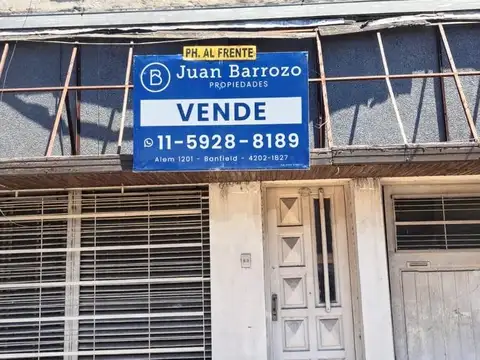 PH. AL FRENTE
B Juan Barrozo
PROPIEDADES
VENDE
11-5928-8189
Alem 1201 - Banfield - 4202-1827